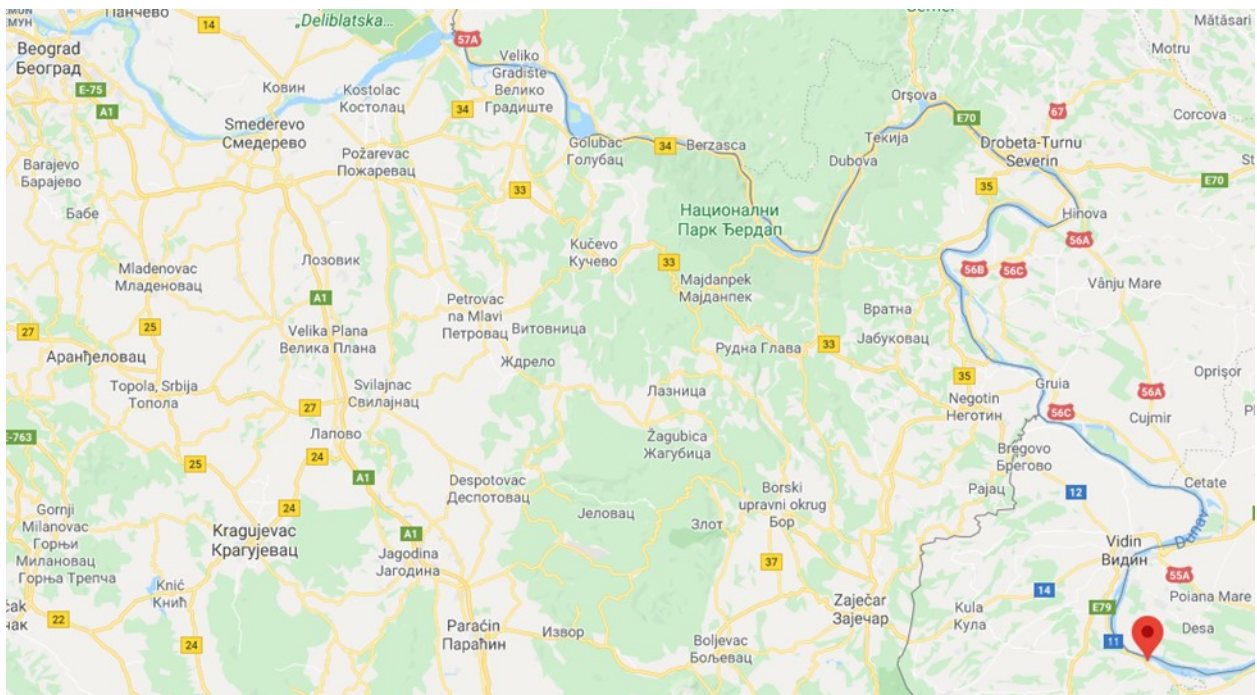 Панчево
14
„Deliblatska...
57A
Cerner
Mătăsari
Motru
Beograd
Београд
E-75
A1
Ковин
Kostolac
Костолац
Veliko
Gradište
Велико
Градиште
34
Orşova
E70
67
Corcova
Smederevo
Смедерево
Požarevac
Пожаревац
Golubac
Голубац
34
Berzasca
Текија
Dubova
Drobeta-Turnu
Severin
35
E70
Barajevo
Барајево
Бабе
33
Национални
Парк Ђердап
Hinova
56A
Kučevo
Кучево
33
56B
56C
Mladenovac
Младеновац
Лозовик
A1
Majdanpek
Мајданпек
Vânju Mare
27
25
Velika Plana
Велика Плана
Petrovac
na Mlavi
Петровац
Витовница
Вратна
Јабуковац
Аранђеловац
Ждрело
Рудна Глава
33
Topola, Srbija
Топола
27
Svilajnac
Свилајнац
Лазница
35
Negotin
Неготин
Gruia
56C
56A
Oprişor
Cujmir
E-763
Лапово
24
25
Žagubica
Жагубица
Bregovo
Брегово
A1
Despotovac
Деспотовац
Borski
upravni okrug
Бор
Рајац
12
Cetate
Gornji
Milanovac
Горњи
Милановац
Горња Трепча
24
Kragujevac
Крагујевац
Јеловац
Злот
Dunav
A1
Jagodina
Јагодина
37
Vidin
Видин
55A
Knić
Кнић
14
Poiana Mare
22
24
Paraćin
Параћин
Извор
Zaječar
Зајечар
Kula
Кула
E79
Desa
Boljevac
Бољевац
11